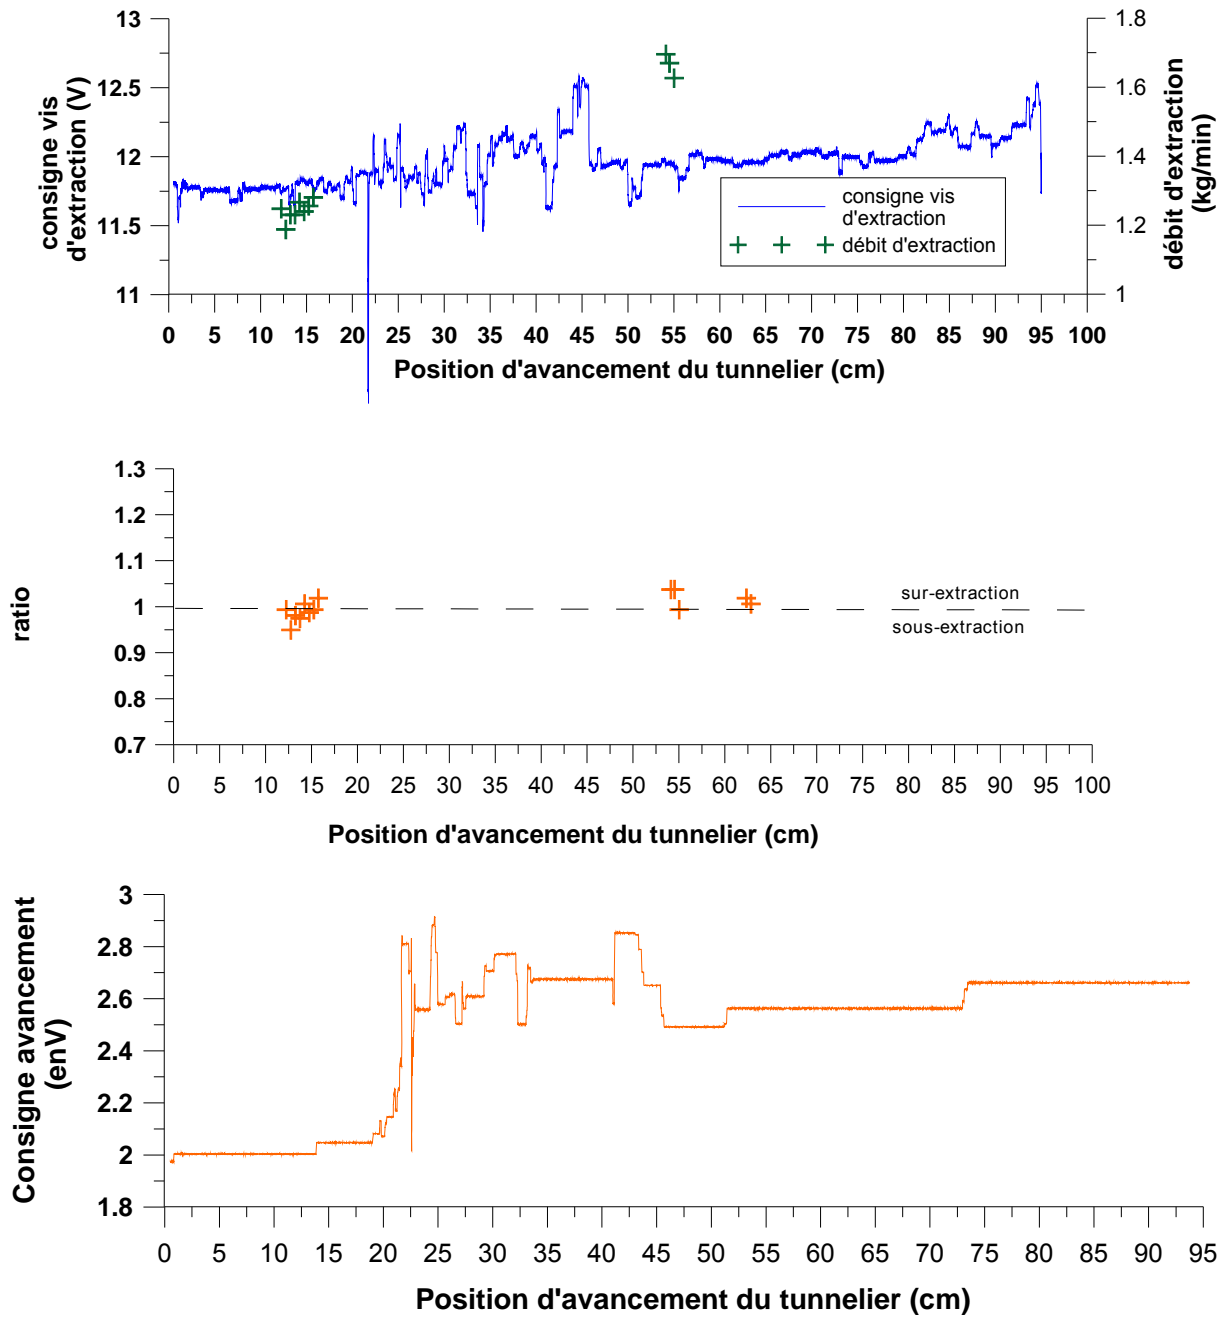 13
12.5
12
11.5
11
consigne vis
d'extraction (V)
1.8
1.6
1.4
1.2
1
débit d'extraction
(kg/min)
consigne vis
d'extraction
débit d'extraction
0 5 10 15 20 25 30 35 40 45 50 55 60 65 70 75 80 85 90 95 100
Position d'avancement du tunnelier (cm)
1.3
1.2
1.1
1
0.9
0.8
0.7
ratio
sur-extraction
sous-extraction
0 5 10 15 20 25 30 35 40 45 50 55 60 65 70 75 80 85 90 95 100
Position d'avancement du tunnelier (cm)
3
2.8
2.6
2.4
2.2
2
1.8
Consigne avancement
(enV)
0 5 10 15 20 25 30 35 40 45 50 55 60 65 70 75 80 85 90 95
Position d'avancement du tunnelier (cm)